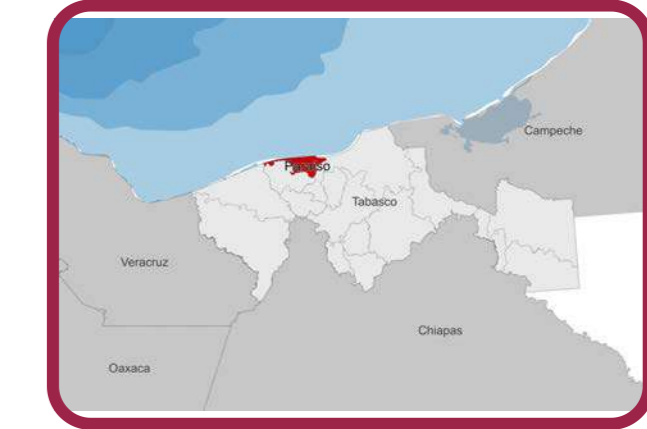 Campeche
Paraíso
Tabasco
Veracruz
Chiapas
Oaxaca